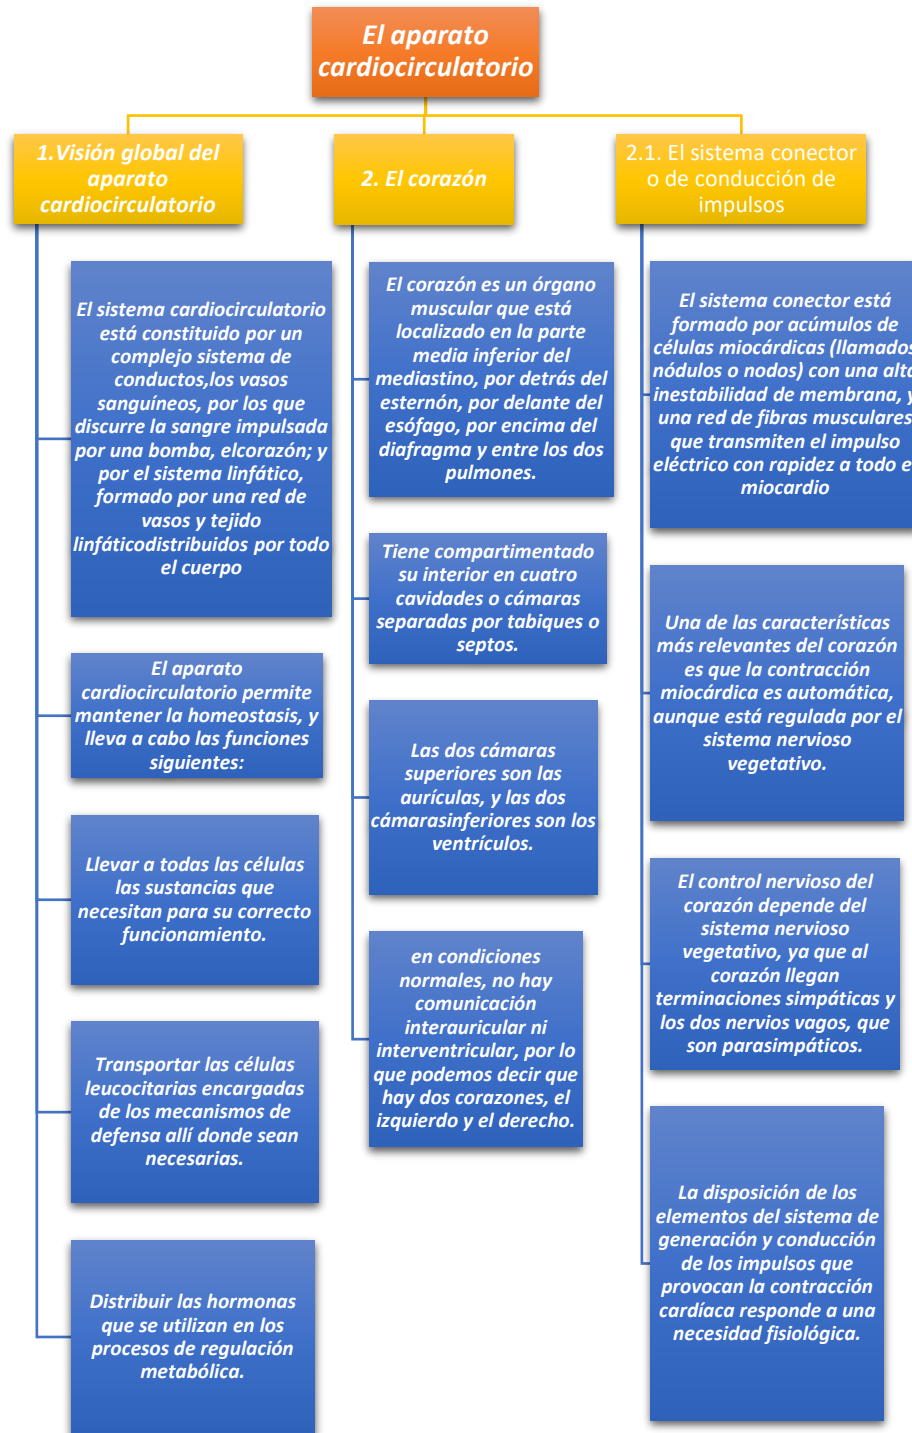 El aparato
cardiocirculatorio
1.Visión global del
aparato
cardiocirculatorio
El sistema cardiocirculatorio
está constituido por un
complejo sistema de
conductos,los vasos
sanguíneos, por los que
discurre la sangre impulsada
por una bomba, elcorazón; y
por el sistema linfático,
formado por una red de
vasos y tejido
linfáticodistribuidos por todo
el cuerpo
El aparato
cardiocirculatorio permite
mantener la homeostasis, y
lleva a cabo las funciones
siguientes:
Llevar a todas las células
las sustancias que
necesitan para su correcto
funcionamiento.
Transportar las células
leucocitarias encargadas
de los mecanismos de
defensa allí donde sean
necesarias.
Distribuir las hormonas
que se utilizan en los
procesos de regulación
metabólica.
2. El corazón
El corazón es un órgano
muscular que está
localizado en la parte
media inferior del
mediastino, por detrás del
esternón, por delante del
esófago, por encima del
diafragma y entre los dos
pulmones.
Tiene compartimentado
su interior en cuatro
cavidades o cámaras
separadas por tabiques o
septos.
Las dos cámaras
superiores son las
aurículas, y las dos
cámarasinferiores son los
ventrículos.
en condiciones
normales, no hay
comunicación
interauricular ni
interventricular, por lo
que podemos decir que
hay dos corazones, el
izquierdo y el derecho.
2.1. El sistema conector
o de conducción de
impulsos
El sistema conector está
formado por acúmulos de
células miocárdicas (llamados
nódulos o nodos) con una alta
inestabilidad de membrana, y
una red de fibras musculares
que transmiten el impulso
eléctrico con rapidez a todo el
miocardio
Una de las características
más relevantes del corazón
es que la contracción
miocárdica es automática,
aunque está regulada por el
sistema nervioso
vegetativo.
El control nervioso del
corazón depende del
sistema nervioso
vegetativo, ya que al
corazón llegan
terminaciones simpáticas y
los dos nervios vagos, que
son parasimpáticos.
La disposición de los
elementos del sistema de
generación y conducción
de los impulsos que
provocan la contracción
cardíaca responde a una
necesidad fisiológica.